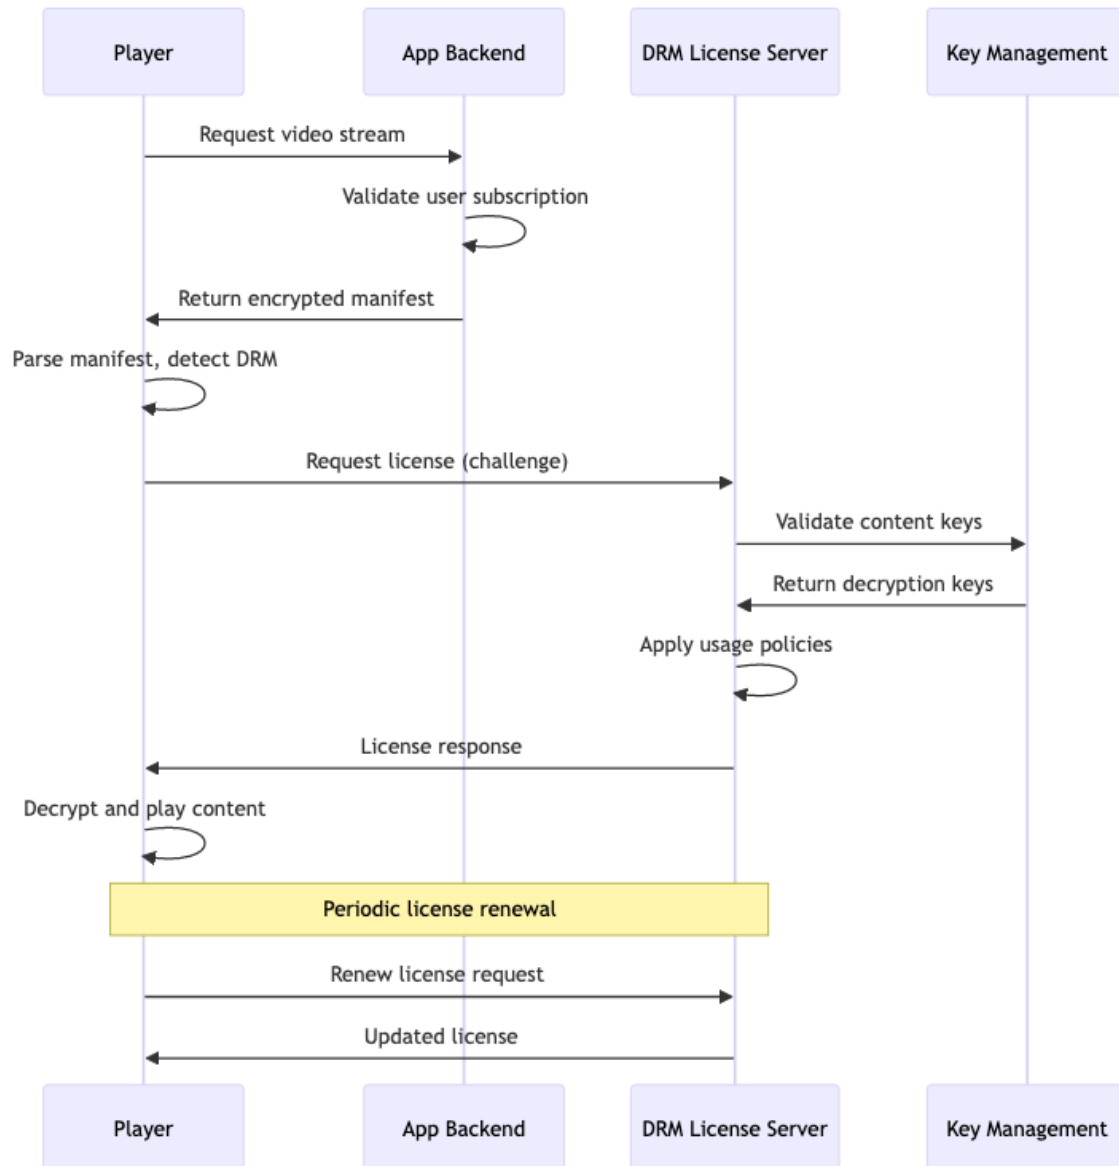 Player
App Backend
DRM License Server
Key Management
Request video stream
Validate user subscription
Return encrypted manifest
Parse manifest, detect DRM
Request license (challenge)
Validate content keys
Return decryption keys
Apply usage policies
License response
Decrypt and play content
Periodic license renewal
Renew license request
Updated license
Player
App Backend
DRM License Server
Key Management